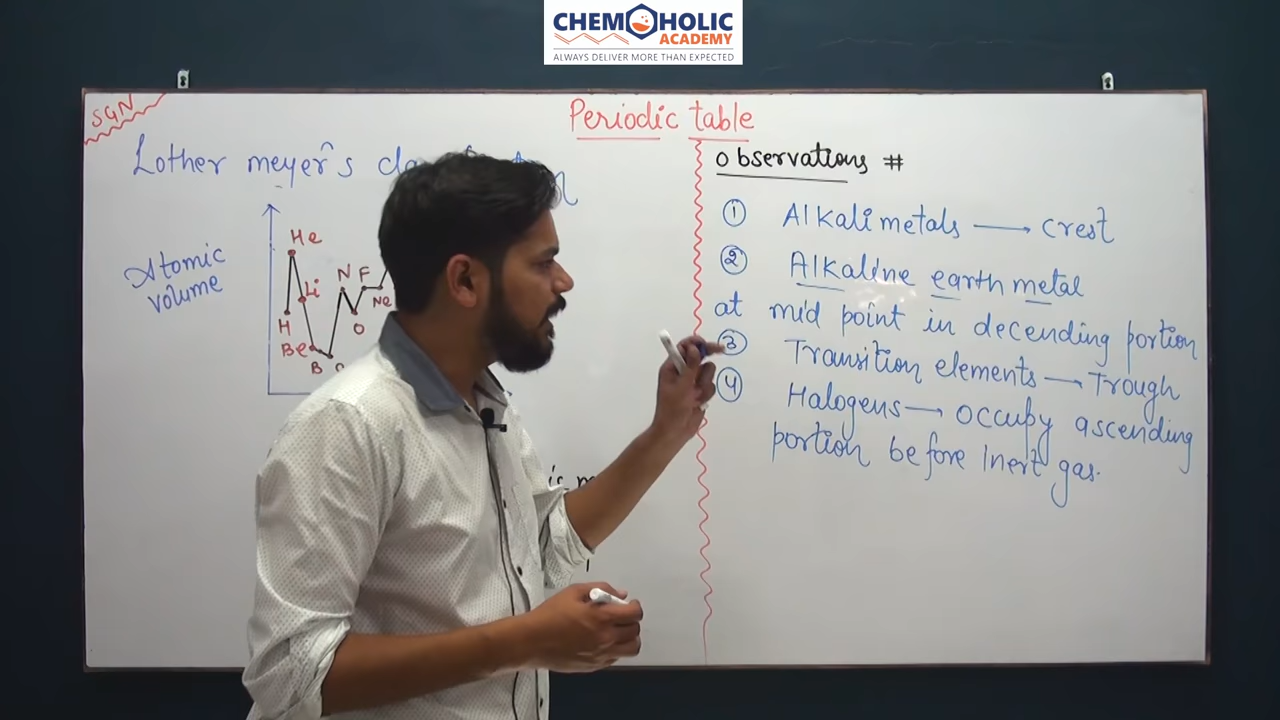 CHEMOHOLIC
ACADEMY
ALWAYS DELIVER MORE THAN EXPECTED
SGN
Periodic table
Lother meyer's
Atomic
volume
He
Li
H
Be
B
N
F
O
Ne
observations #
1 Alkali metals → crest
2 Alkaline earth metal
at mid point in decending portion
3 Transition elements → Trough
4 Halogens → occupy ascending
portion before Inert gas.
is